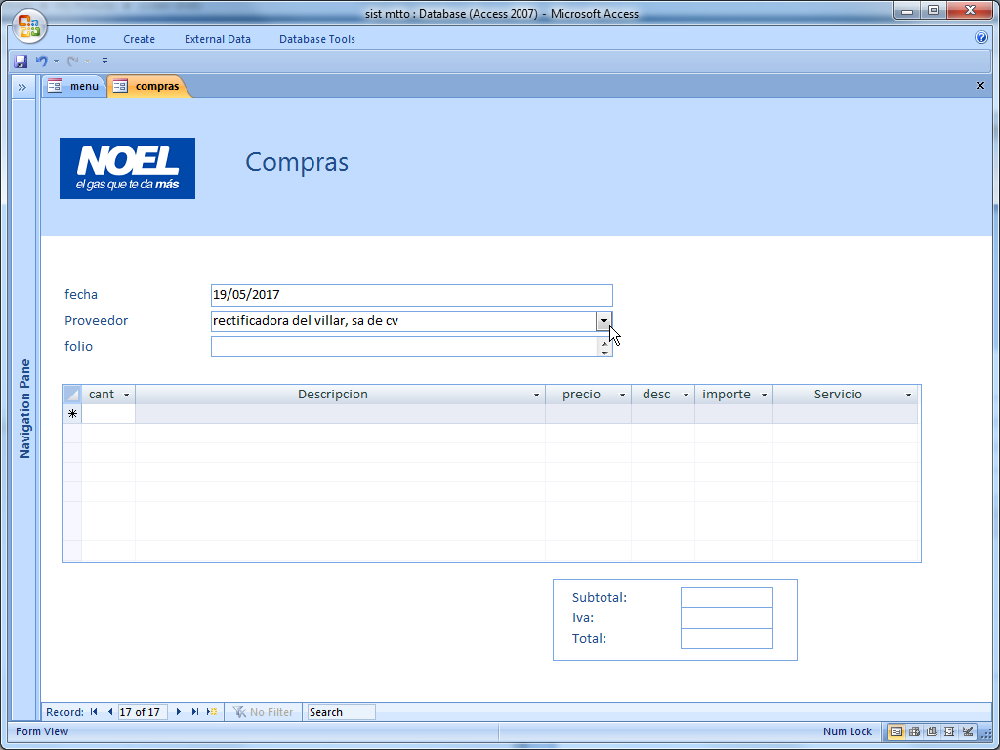 sist mtto : Database (Access 2007) - Microsoft Access
Home Create External Data Database Tools
menu compras
NOEL
el gas que te da más
Compras
fecha 19/05/2017
Proveedor rectificadora del villar, sa de cv
folio
cant Descripcion precio desc importe Servicio
Navigation Pane
Subtotal:
Iva:
Total:
Record: 17 of 17 No Filter Search
Form View Num Lock